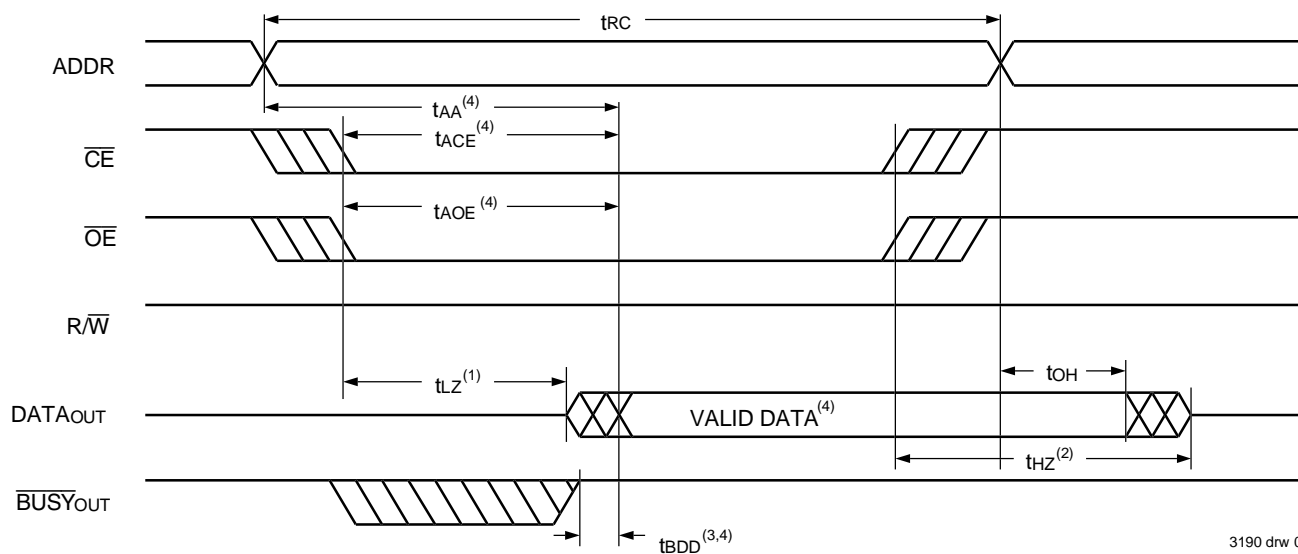 tRC
ADDR
tAA(4)
tACE(4)
CE
tAOE (4)
OE
R/W
tLZ(1)
tOH
DATAOUT
VALID DATA(4)
tHZ(2)
BUSYOUT
tBDD(3,4)
3190 drw 0